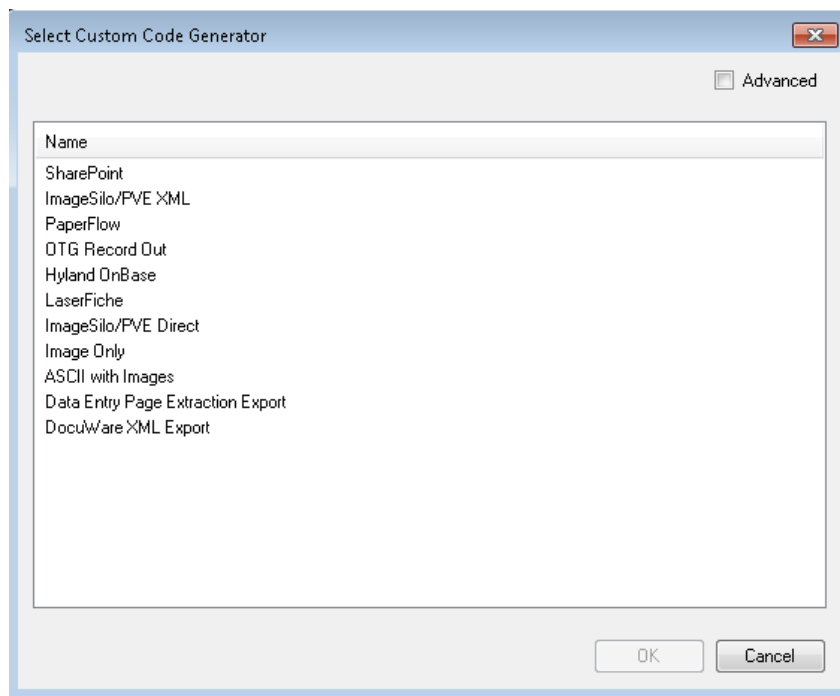 Select Custom Code Generator
Advanced
Name
SharePoint
ImageSilo/PVE XML
PaperFlow
OTG Record Out
Hyland OnBase
LaserFiche
ImageSilo/PVE Direct
Image Only
ASCII with Images
Data Entry Page Extraction Export
DocuWare XML Export
OK
Cancel